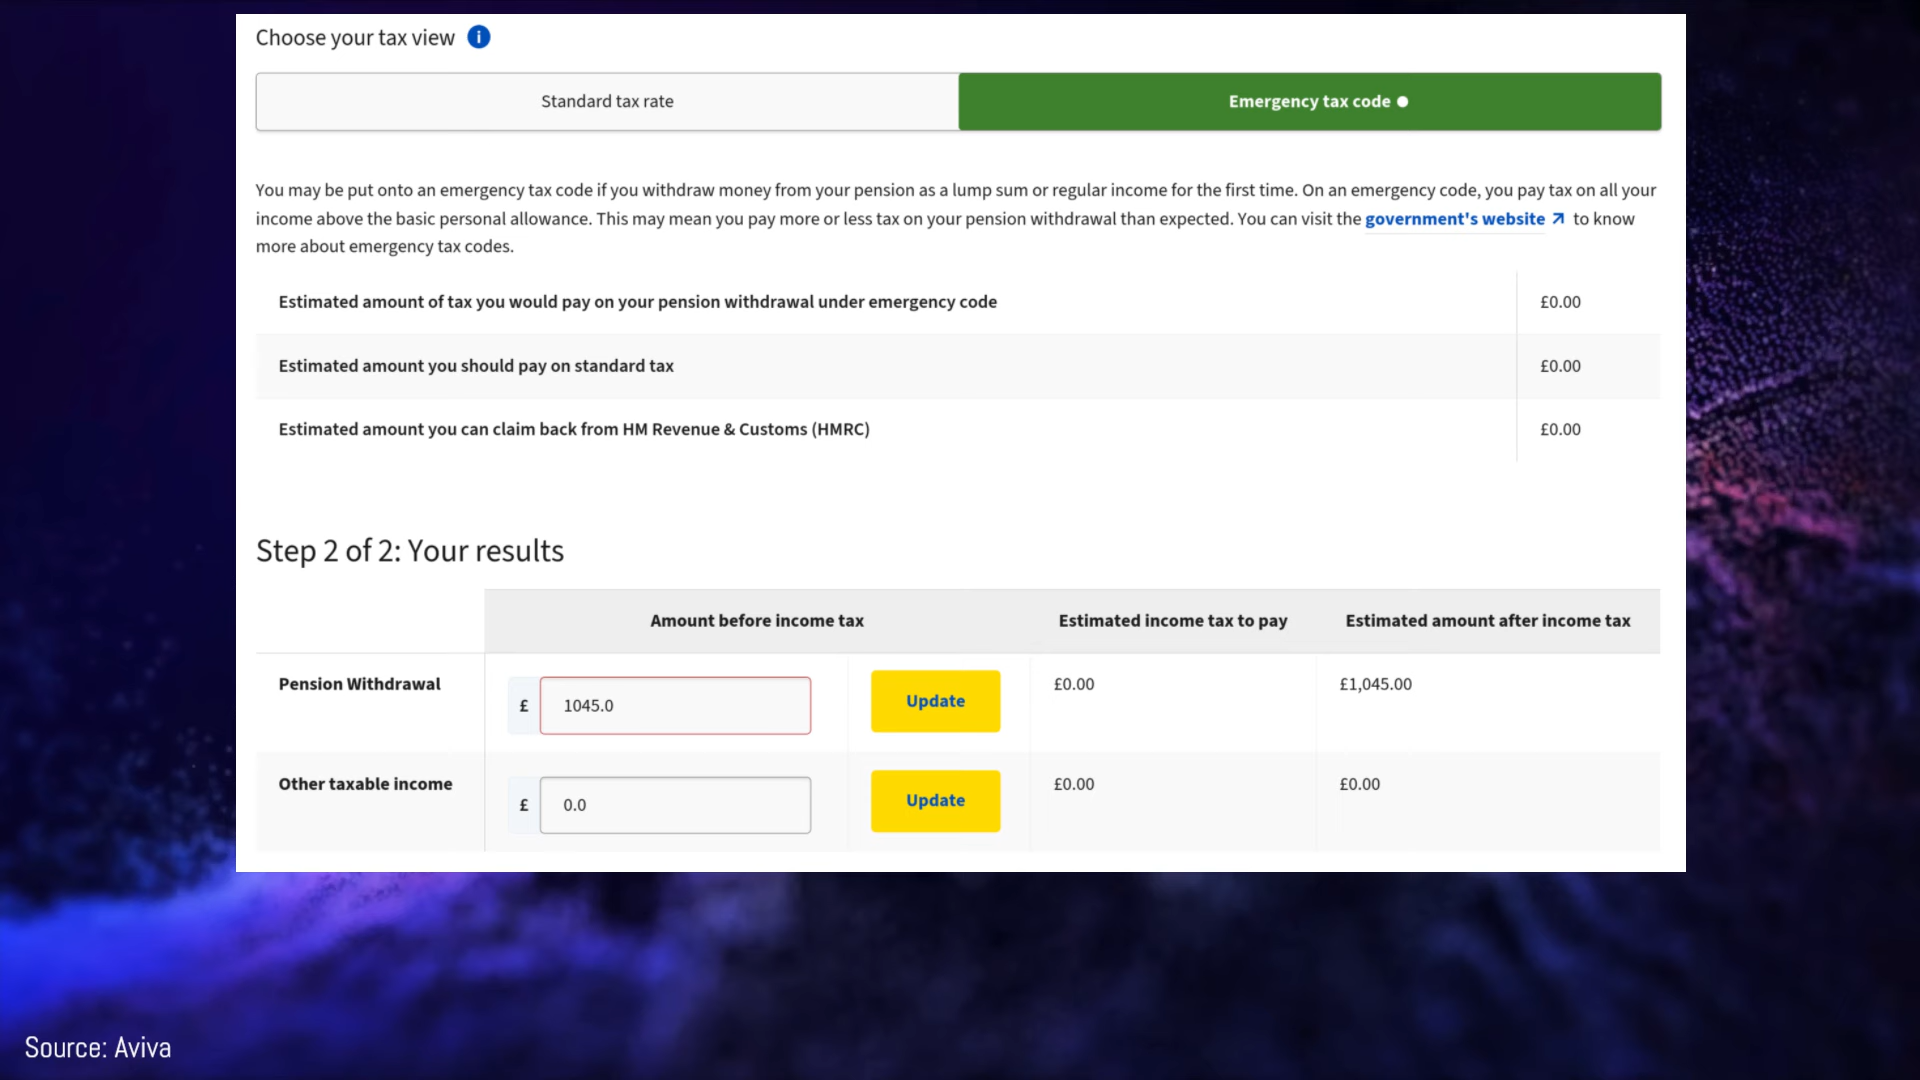 Choose your tax view i
Standard tax rate
Emergency tax code
You may be put onto an emergency tax code if you withdraw money from your pension as a lump sum or regular income for the first time. On an emergency code, you pay tax on all your
income above the basic personal allowance. This may mean you pay more or less tax on your pension withdrawal than expected. You can visit the government's website to know
more about emergency tax codes.
Estimated amount of tax you would pay on your pension withdrawal under emergency code £0.00
Estimated amount you should pay on standard tax £0.00
Estimated amount you can claim back from HM Revenue & Customs (HMRC) £0.00
Step 2 of 2: Your results
Amount before income tax Estimated income tax to pay Estimated amount after income tax
Pension Withdrawal £ 1045.0 Update £0.00 £1,045.00
Other taxable income £ 0.0 Update £0.00 £0.00
Source: Aviva